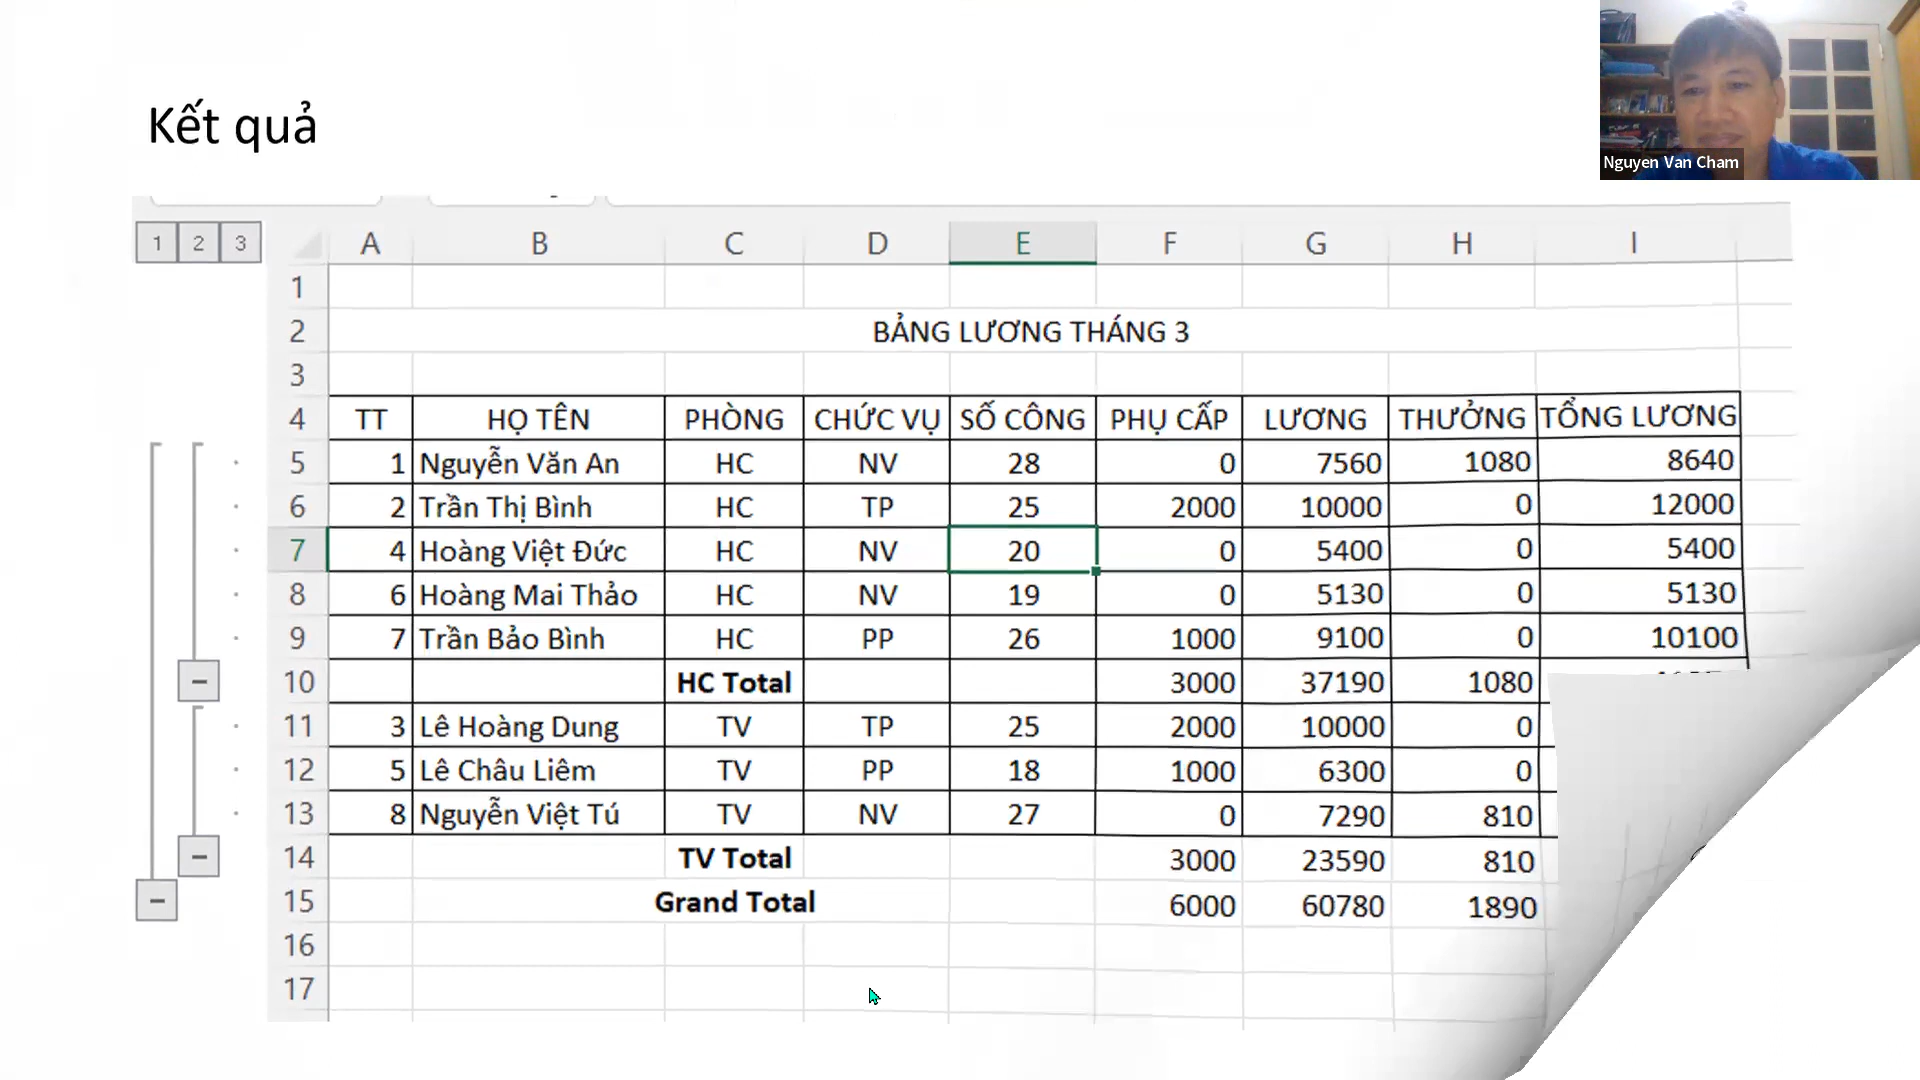 Kết quả
Nguyen Van Cham
1 2 3 A B C D E F G H I
1
2 BẢNG LƯƠNG THÁNG 3
3
4 TT HỌ TÊN PHÒNG CHỨC VỤ SỐ CÔNG PHỤ CẤP LƯƠNG THƯỞNG TỔNG LƯƠNG
5 1 Nguyễn Văn An HC NV 28 0 7560 1080 8640
6 2 Trần Thị Bình HC TP 25 2000 10000 0 12000
7 4 Hoàng Việt Đức HC NV 20 0 5400 0 5400
8 6 Hoàng Mai Thảo HC NV 19 0 5130 0 5130
9 7 Trần Bảo Bình HC PP 26 1000 9100 0 10100
10 HC Total 3000 37190 1080
11 3 Lê Hoàng Dung TV TP 25 2000 10000 0
12 5 Lê Châu Liêm TV PP 18 1000 6300 0
13 8 Nguyễn Việt Tú TV NV 27 0 7290 810
14 TV Total 3000 23590 810
15 Grand Total 6000 60780 1890
16
17